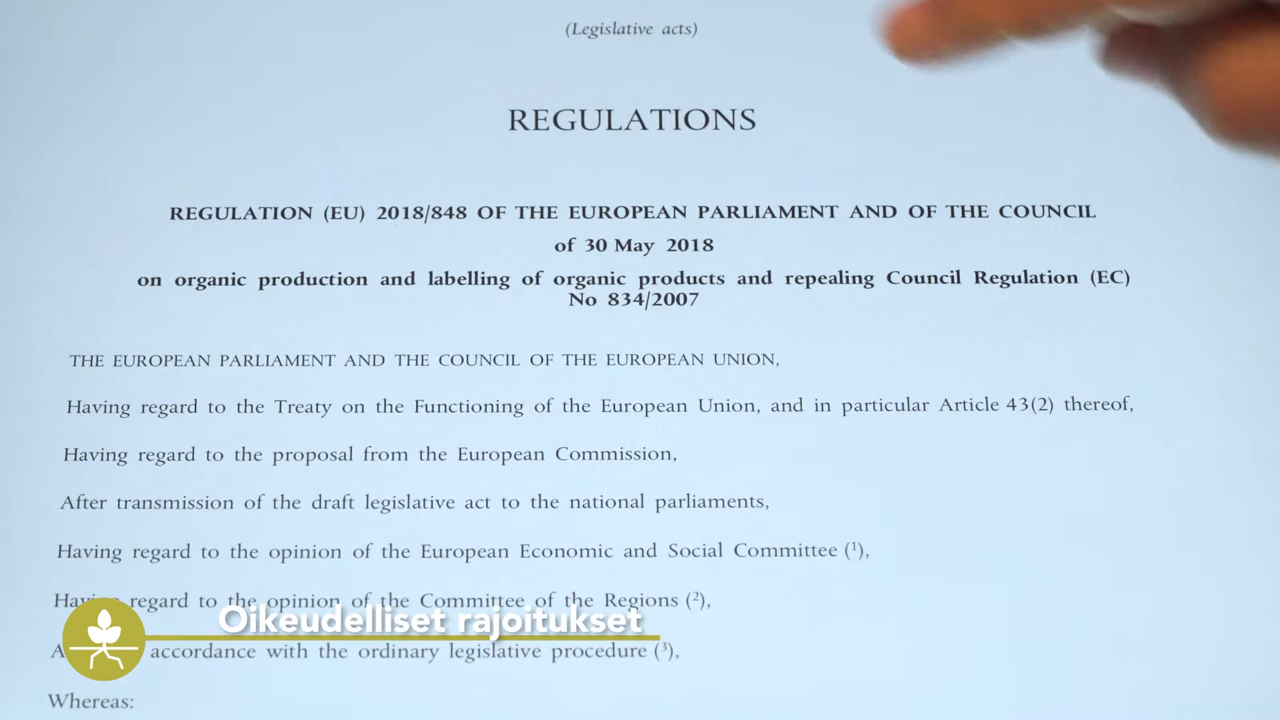 (Legislative acts)
REGULATIONS
REGULATION (EU) 2018/848 OF THE EUROPEAN PARLIAMENT AND OF THE COUNCIL
of 30 May 2018
on organic production and labelling of organic products and repealing Council Regulation (EC)
No 834/2007
THE EUROPEAN PARLIAMENT AND THE COUNCIL OF THE EUROPEAN UNION,
Having regard to the Treaty on the Functioning of the European Union, and in particular Article 43(2) thereof,
Having regard to the proposal from the European Commission,
After transmission of the draft legislative act to the national parliaments,
Having regard to the opinion of the European Economic and Social Committee (¹),
Having regard to the opinion of the Committee of the Regions (²),
Oikeudelliset rajoitukset
accordance with the ordinary legislative procedure (³),
Whereas: